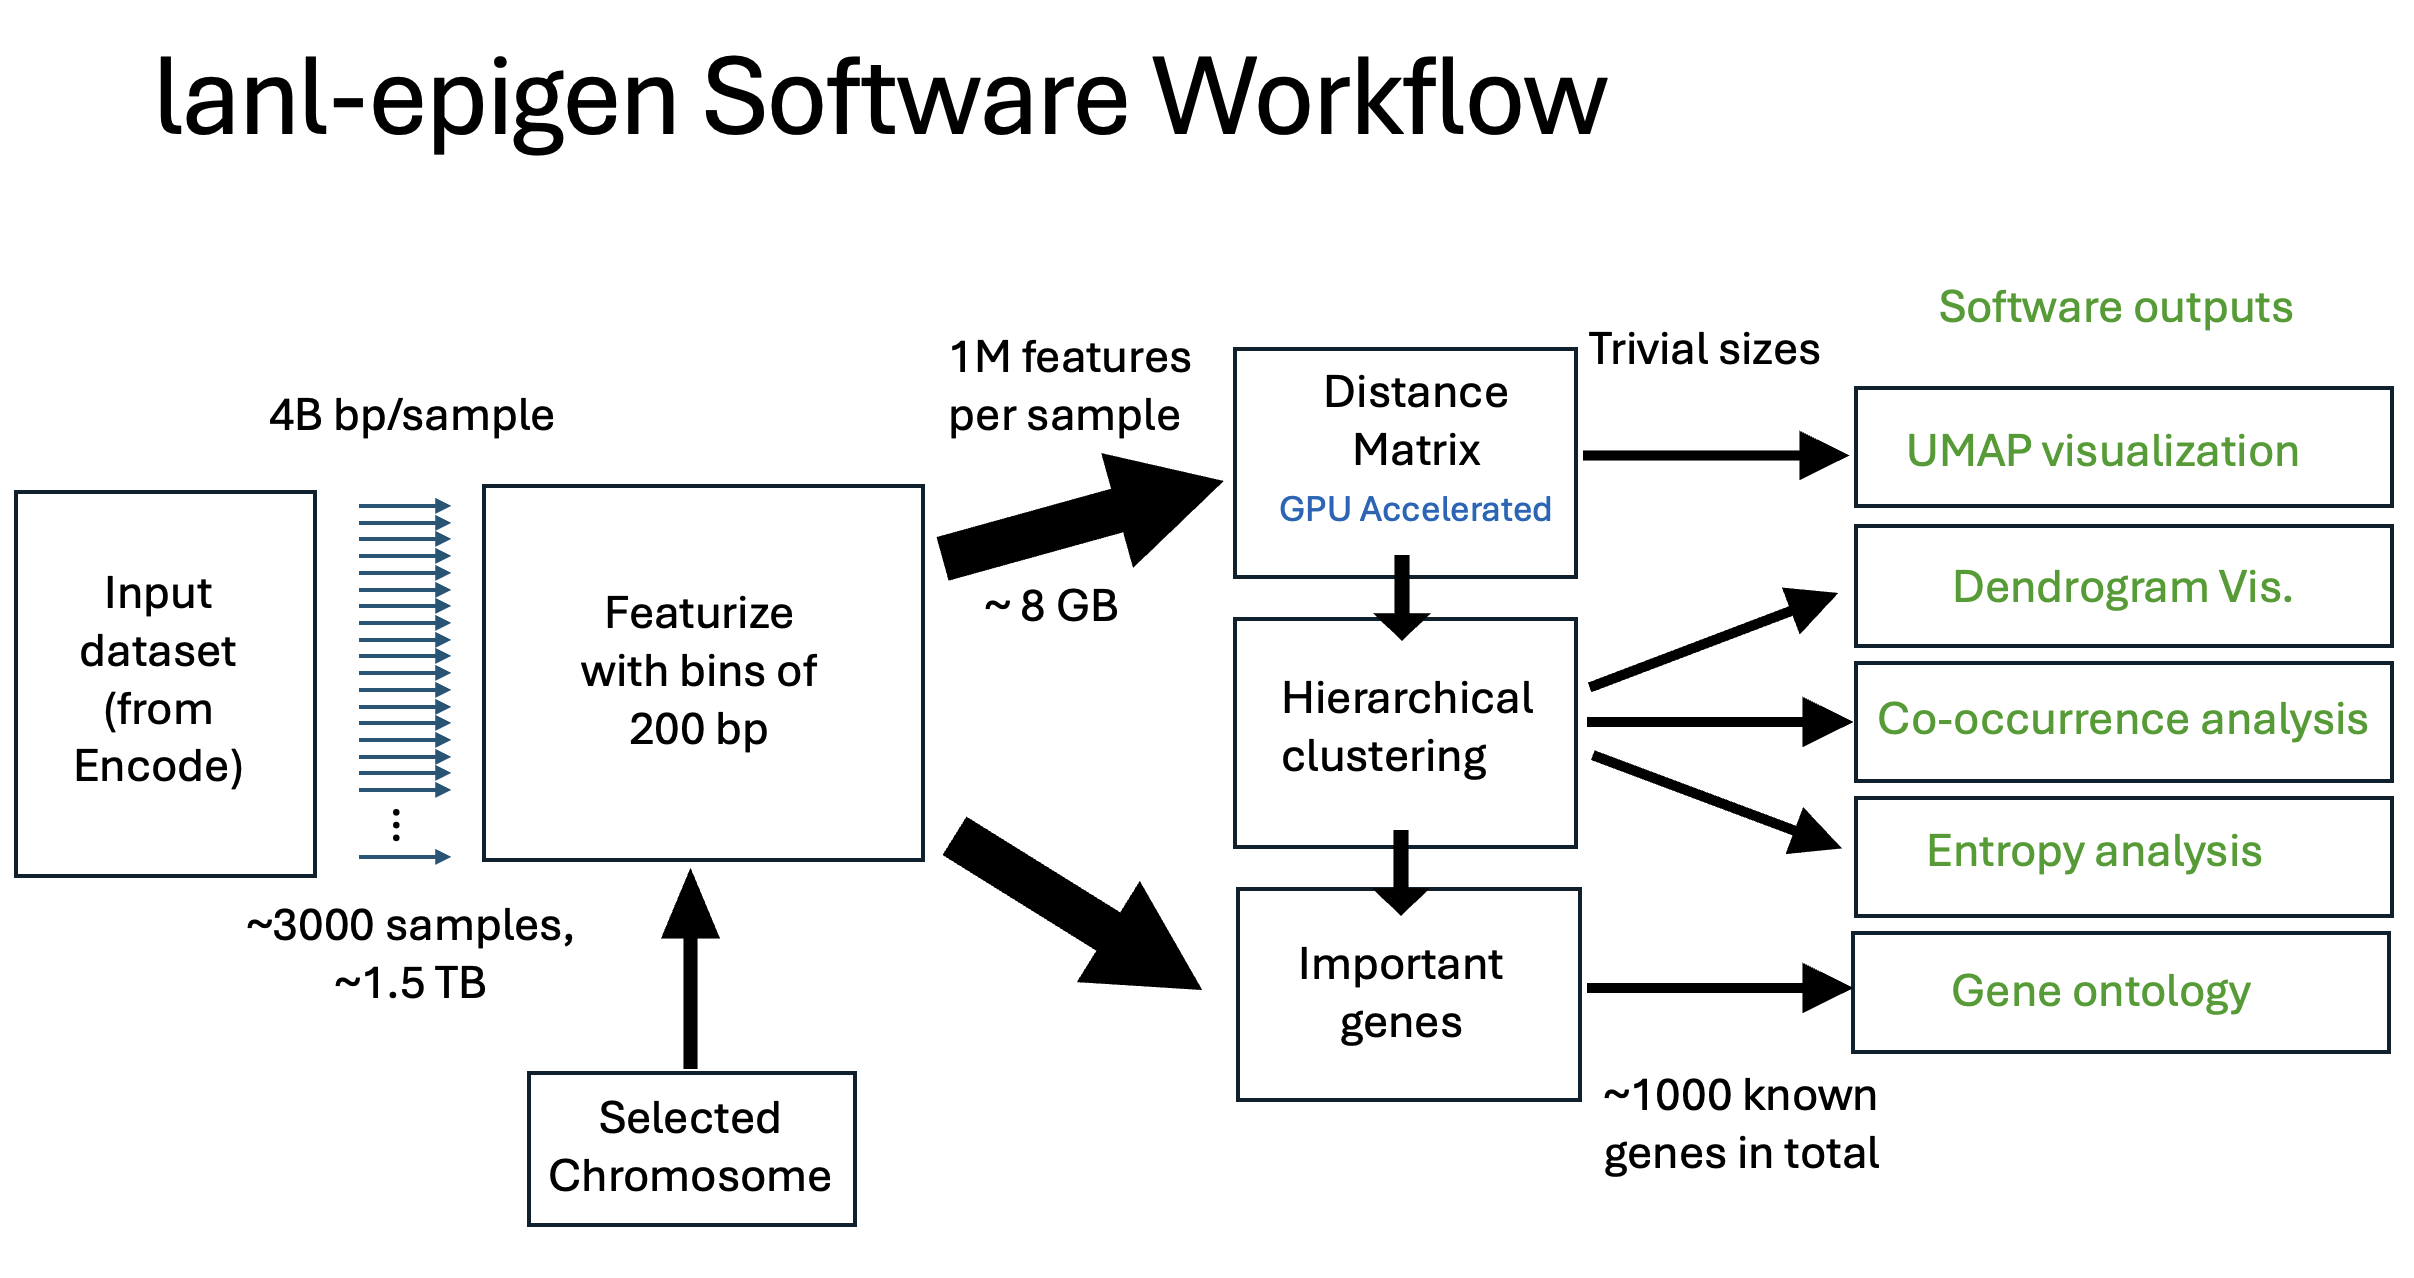 lanl-epigen Software Workflow
4B bp/sample
Input
dataset
(from
Encode)
~3000 samples,
~1.5 TB
Featurize
with bins of
200 bp
Selected
Chromosome
1M features
per sample
~ 8 GB
Distance
Matrix
GPU Accelerated
Hierarchical
clustering
Important
genes
Trivial sizes
~1000 known
genes in total
Software outputs
UMAP visualization
Dendrogram Vis.
Co-occurrence analysis
Entropy analysis
Gene ontology